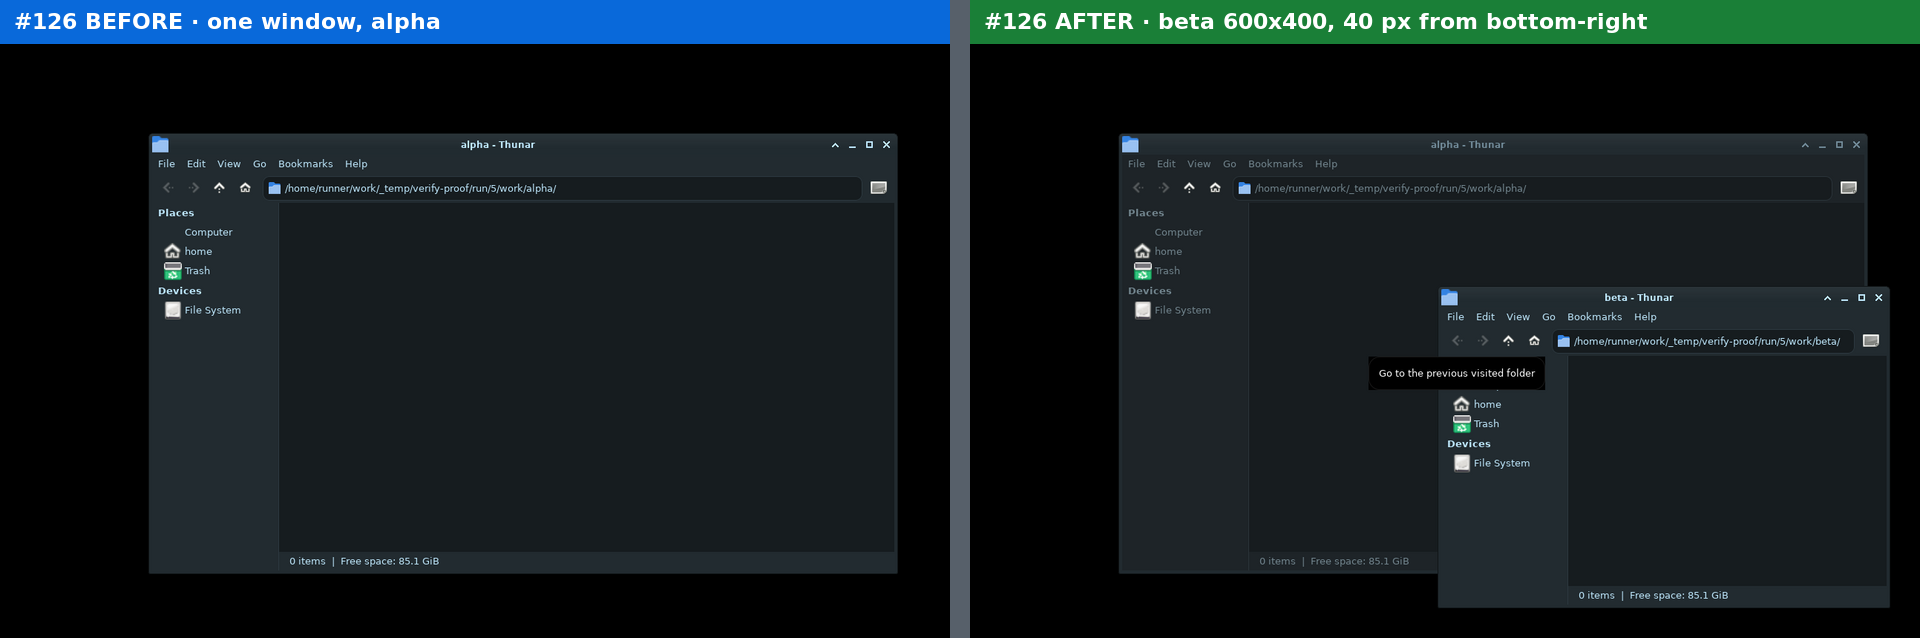 #126 BEFORE · one window, alpha
alpha - Thunar
File Edit View Go Bookmarks Help
/home/runner/work/_temp/verify-proof/run/5/work/alpha/
Places
Computer
home
Trash
Devices
File System
0 items | Free space: 85.1 GiB
#126 AFTER · beta 600x400, 40 px from bottom-right
alpha - Thunar
File Edit View Go Bookmarks Help
/home/runner/work/_temp/verify-proof/run/5/work/alpha/
Places
Computer
home
Trash
Devices
File System
0 items | Free space: 85.1 GiB
beta - Thunar
File Edit View Go Bookmarks Help
/home/runner/work/_temp/verify-proof/run/5/work/beta/
Go to the previous visited folder
home
Trash
Devices
File System
0 items | Free space: 85.1 GiB